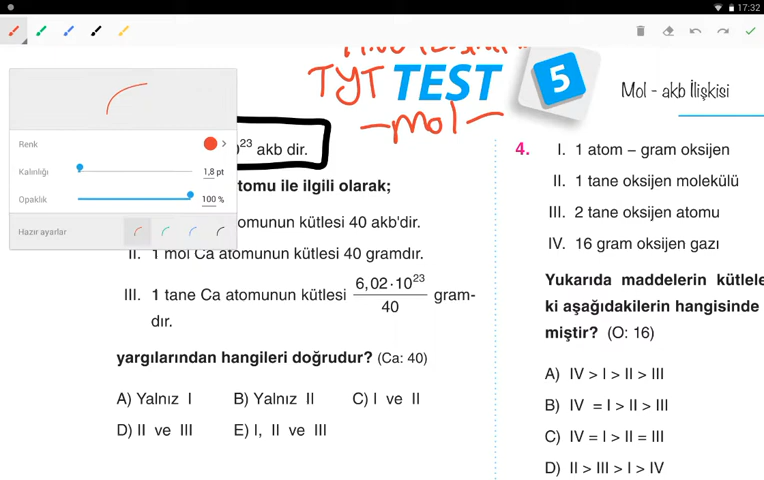 17:32
TYT TEST 5
Mol - akb İlişkisi
-mol-
Renk
Kalınlığı 1,8 pt
Opaklık 100 %
Hazır ayarlar
23 akb dir.
tomu ile ilgili olarak;
omunun kütlesi 40 akb'dir.
II. 1 mol Ca atomunun kütlesi 40 gramdır.
III. 1 tane Ca atomunun kütlesi 6,02·10²³ / 40 gram-
dır.
yargılarından hangileri doğrudur? (Ca: 40)
A) Yalnız I B) Yalnız II C) I ve II
D) II ve III E) I, II ve III
4. I. 1 atom – gram oksijen
II. 1 tane oksijen molekülü
III. 2 tane oksijen atomu
IV. 16 gram oksijen gazı
Yukarıda maddelerin kütlele
ki aşağıdakilerin hangisinde
miştir? (O: 16)
A) IV > I > II > III
B) IV = I > II > III
C) IV = I > II = III
D) II > III > I > IV